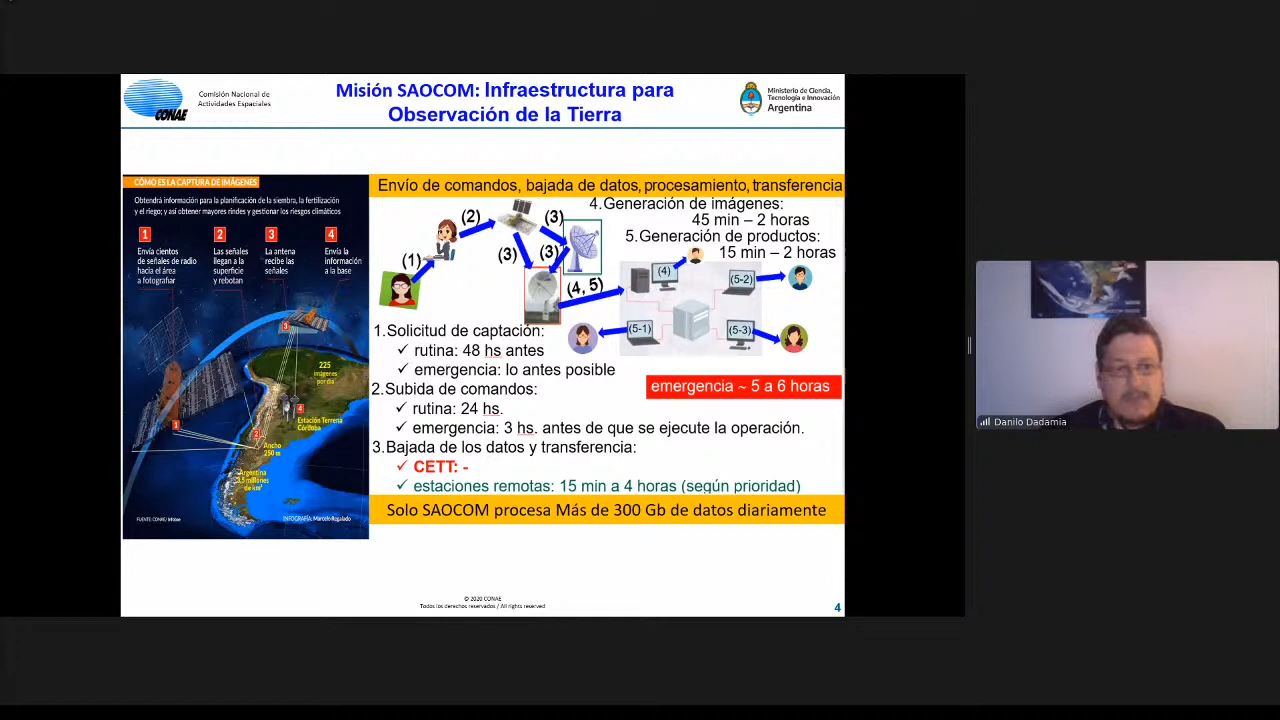 Comisión Nacional de
Actividades Espaciales
CONAE
Misión SAOCOM: Infraestructura para
Observación de la Tierra
Ministerio de Ciencia,
Tecnología e Innovación
Argentina
CÓMO ES LA CAPTURA DE IMÁGENES
Obtendrá información para la planificación de la siembra, la fertilización
y el riego; y así obtener mayores rindes y gestionar los riesgos climáticos
1
Envía cientos
de señales de radio
hacia el área
a fotografiar
2
Las señales
llegan a la
superficie
y rebotan
3
La antena
recibe las
señales
4
Envía la
información
a la base
3
225
imágenes
por día
4
Estación Terrena
Córdoba
1
2
Ancho
250 m
Argentina
3,5 millones
de km²
FUENTE: CONAE/ Infobae
INFOGRAFÍA: Marcelo Regalado
Envío de comandos, bajada de datos, procesamiento, transferencia
(1)
(2)
(3)
(3)
(3)
(4, 5)
4.Generación de imágenes:
45 min – 2 horas
5.Generación de productos:
15 min – 2 horas
(4)
(5-2)
(5-1)
(5-3)
1.Solicitud de captación:
✓ rutina: 48 hs antes
✓ emergencia: lo antes posible
emergencia ~ 5 a 6 horas
2.Subida de comandos:
✓ rutina: 24 hs.
✓ emergencia: 3 hs. antes de que se ejecute la operación.
3.Bajada de los datos y transferencia:
✓ CETT: -
✓ estaciones remotas: 15 min a 4 horas (según prioridad)
Solo SAOCOM procesa Más de 300 Gb de datos diariamente
© 2020 CONAE
Todos los derechos reservados / All rights reserved
4
Danilo Dadamia